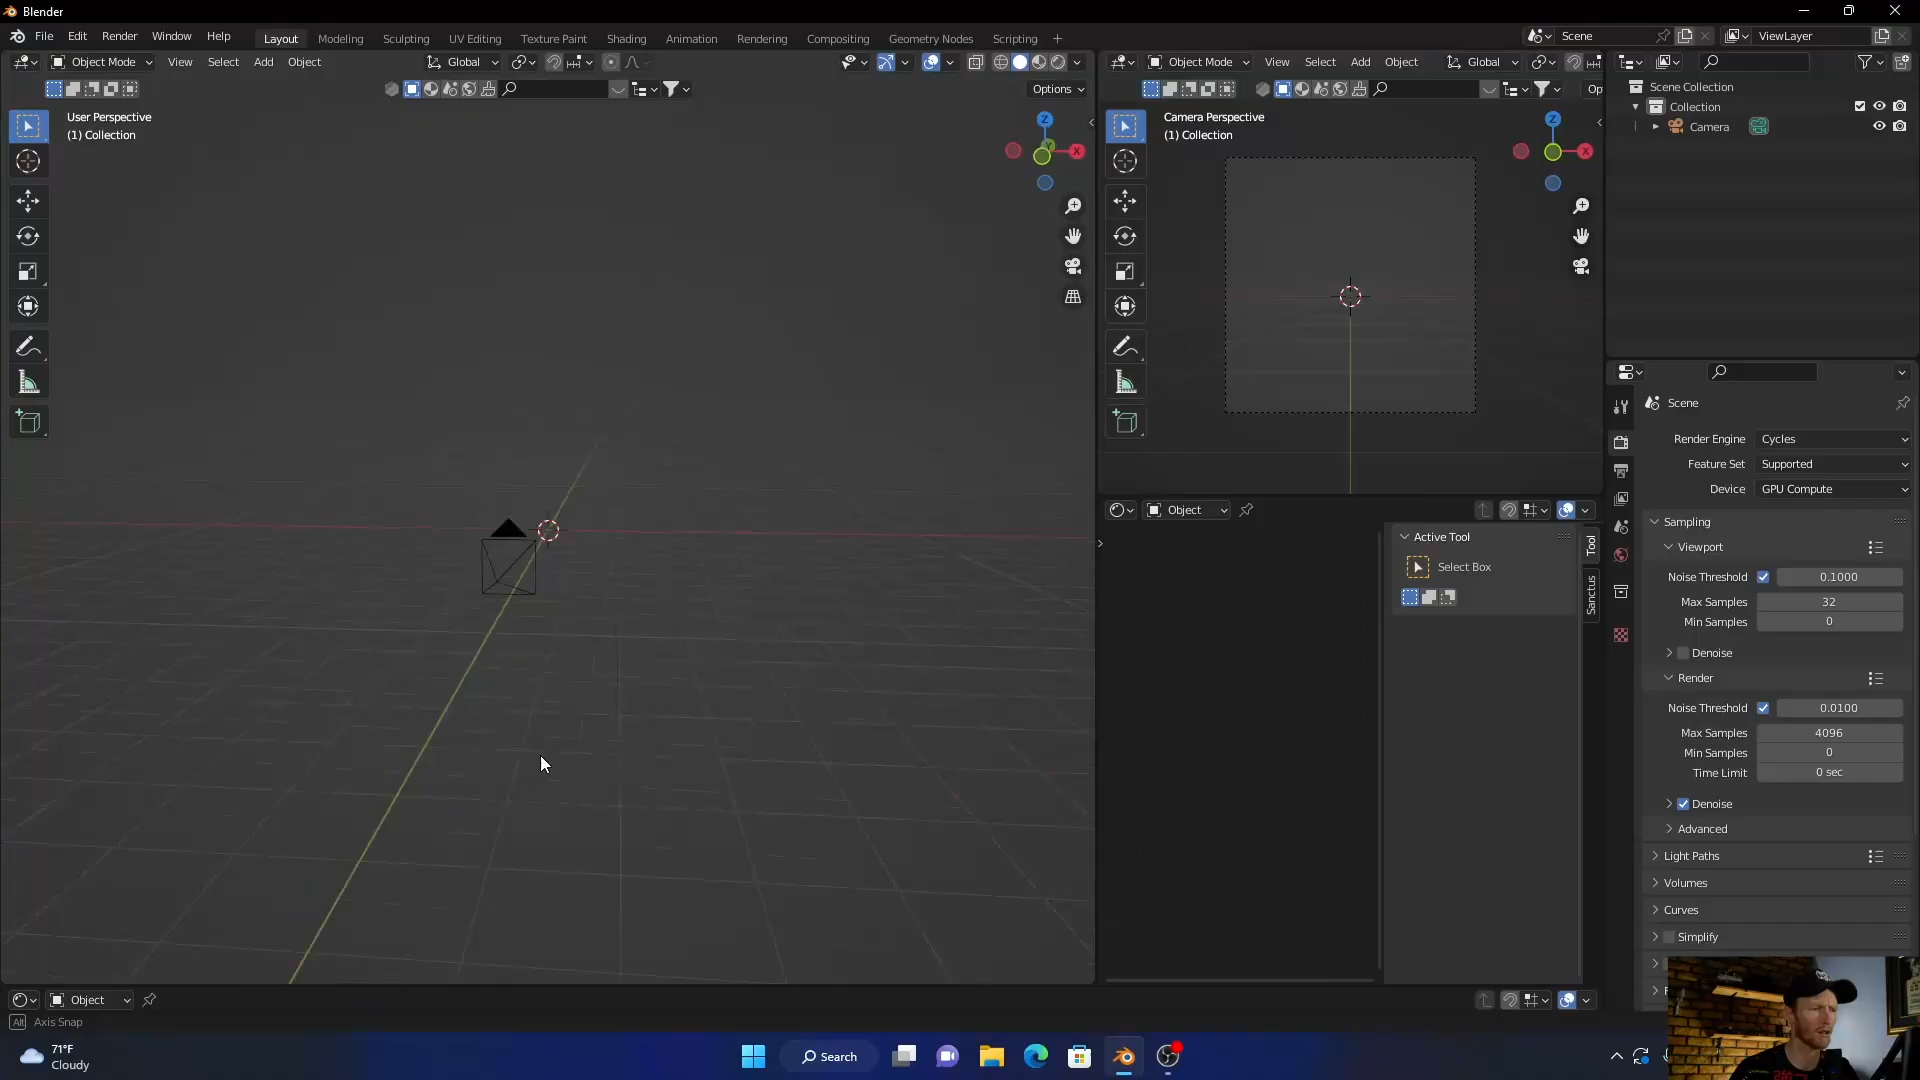 Blender
File Edit Render Window Help
Layout Modeling Sculpting UV Editing Texture Paint Shading Animation Rendering Compositing Geometry Nodes Scripting
Scene
ViewLayer
Object Mode View Select Add Object
Global
Options
User Perspective
(1) Collection
Z
Y
X
Object Mode View Select Add Object
Global
Op
Camera Perspective
(1) Collection
Z
X
Scene Collection
Collection
Camera
Object
Active Tool
Select Box
Tool
Sanctus
Scene
Render Engine Cycles
Feature Set Supported
Device GPU Compute
Sampling
Viewport
Noise Threshold 0.1000
Max Samples 32
Min Samples 0
Denoise
Render
Noise Threshold 0.0100
Max Samples 4096
Min Samples 0
Time Limit 0 sec
Denoise
Advanced
Light Paths
Volumes
Curves
Simplify
Object
Alt Axis Snap
71°F
Cloudy
Search